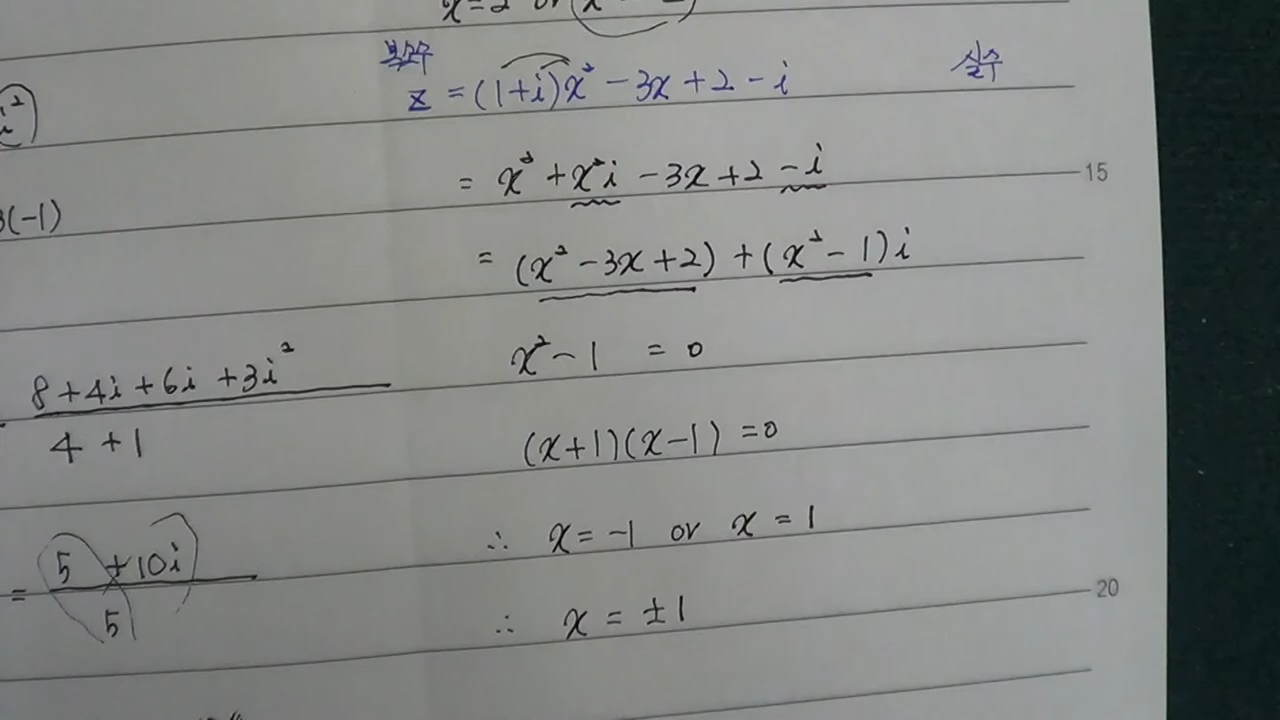 x=2 or
복소수
z = (1+i)x² - 3x + 2 - i
실수
= x² + x²i - 3x + 2 - i
15
3(-1)
= (x² - 3x + 2) + (x² - 1)i
x² - 1 = 0
8 + 4i + 6i + 3i²
4 + 1
(x+1)(x-1) = 0
∴ x = -1 or x = 1
= 5 + 10i
5
20
∴ x = ±1